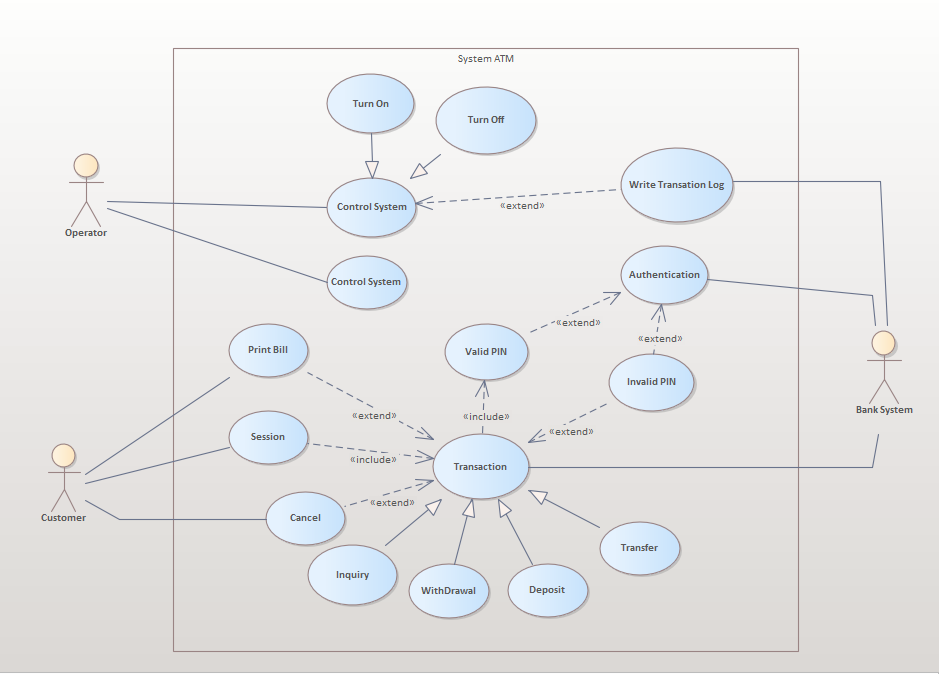 System ATM
Turn On
Turn Off
Write Transation Log
Control System
«extend»
Operator
Authentication
Control System
«extend»
«extend»
Print Bill
Valid PIN
Invalid PIN
Bank System
«extend»
«include»
«extend»
Session
«include»
Transaction
Customer
Cancel
«extend»
Inquiry
WithDrawal
Deposit
Transfer